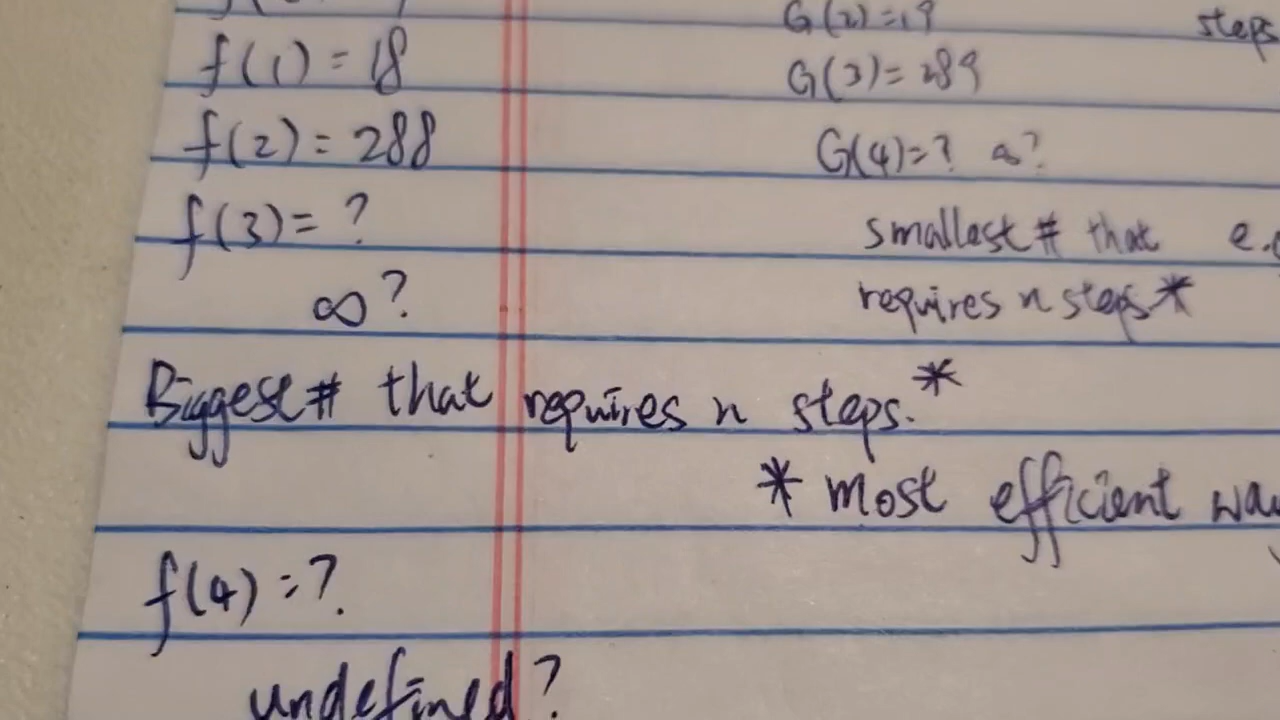 G(2)=19
steps
f(1) = 18
G(3)=289
f(2) = 288
G(4)=? ∞?
f(3) = ?
smallest # that
requires n steps*
∞?
Biggest # that requires n steps.*
* most efficient
f(4) = ?
undefined?